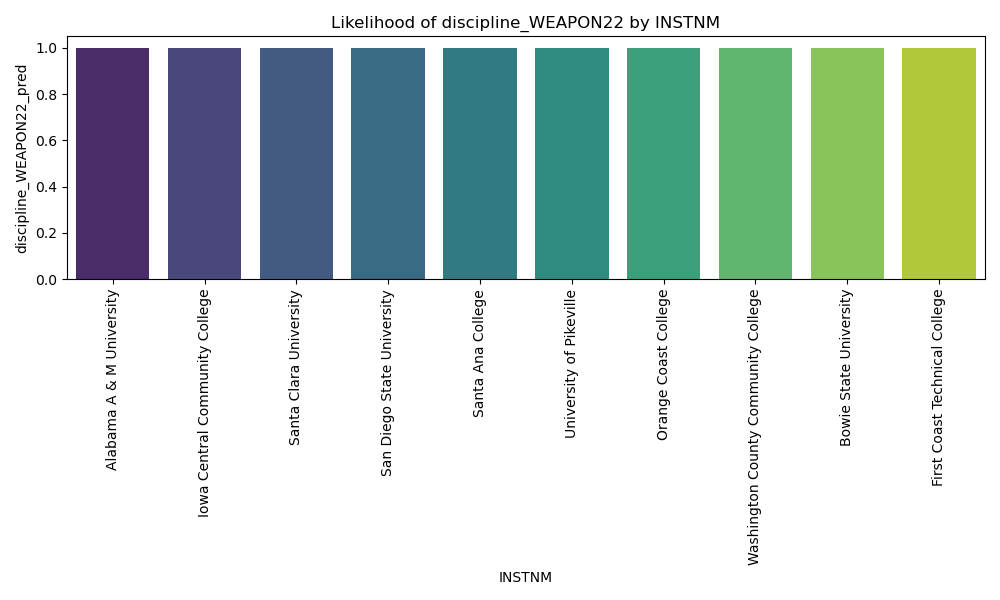 Likelihood of discipline_WEAPON22 by INSTNM
discipline_WEAPON22_pred
1.0
0.8
0.6
0.4
0.2
0.0
Alabama A & M University
Iowa Central Community College
Santa Clara University
San Diego State University
Santa Ana College
University of Pikeville
Orange Coast College
Washington County Community College
Bowie State University
First Coast Technical College
INSTNM